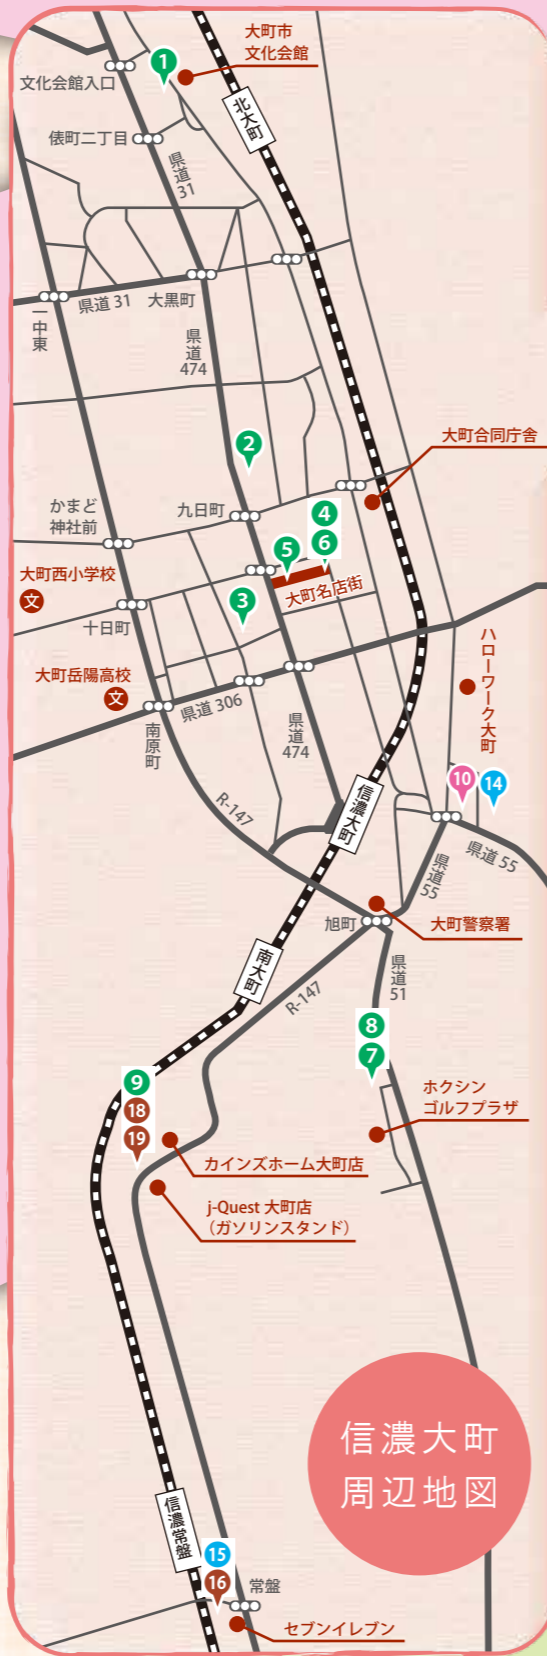 大町市
文化会館
1
文化会館入口
北大町
俵町二丁目
県道
31
県道 31
大黒町
一中東
県道
474
2
大町合同庁舎
九日町
かまど
神社前
4
6
5
大町名店街
大町西小学校
文
3
十日町
ハローワーク大町
大町岳陽高校
文
県道 306
南原町
県道
474
10
14
信濃大町
R-147
県道 55
県道
55
旭町
大町警察署
南大町
県道
51
R-147
8
7
9
18
19
ホクシン
ゴルフプラザ
カインズホーム大町店
j-Quest 大町店
（ガソリンスタンド）
信濃大町
周辺地図
信濃常盤
15
16
常盤
セブンイレブン